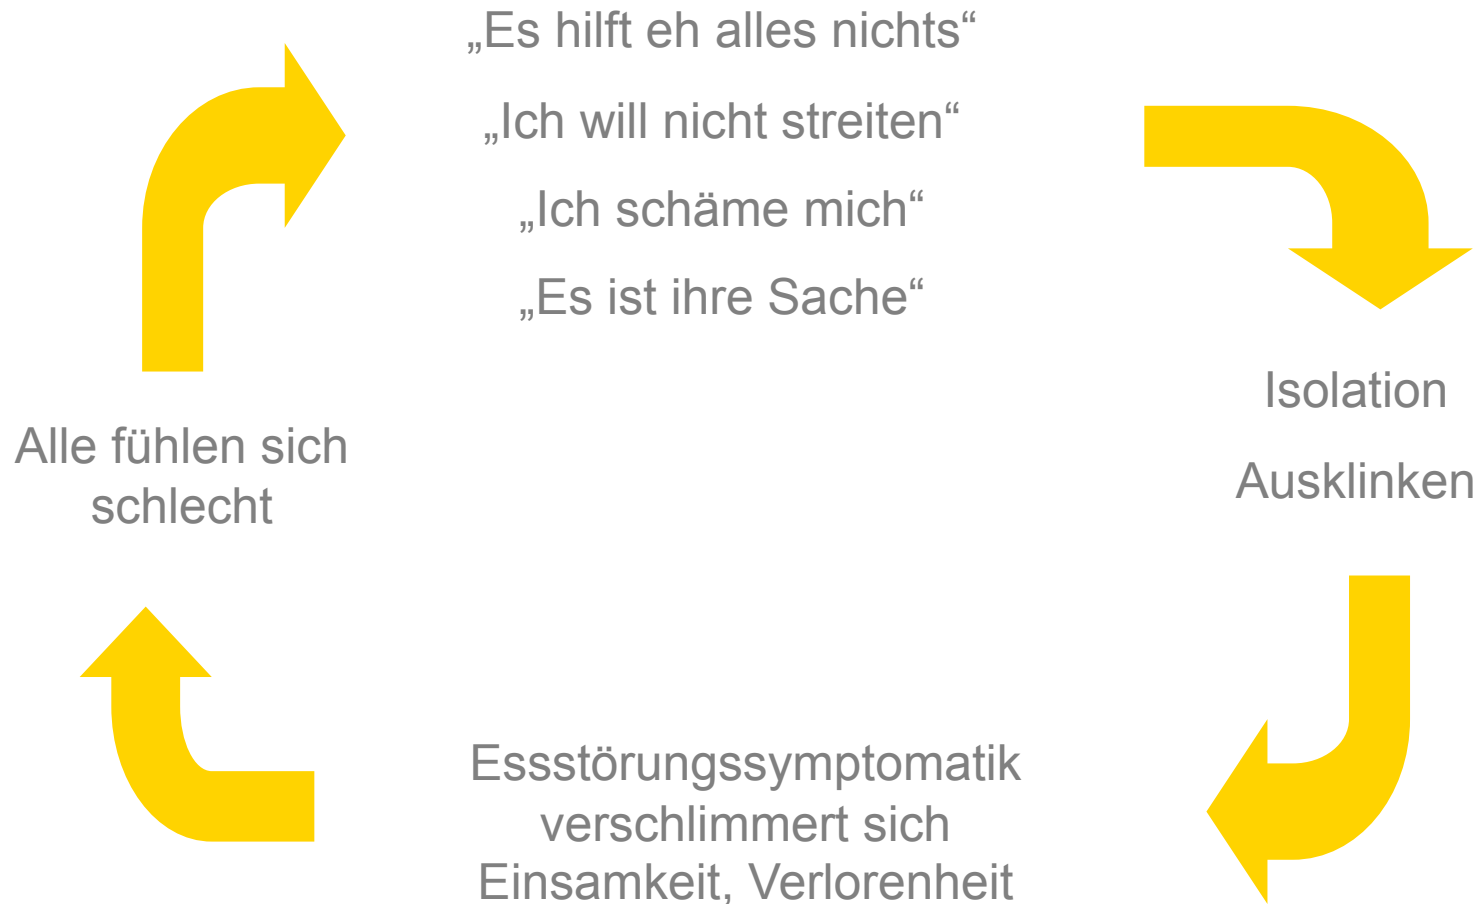 „Es hilft eh alles nichts“
„Ich will nicht streiten“
„Ich schäme mich“
„Es ist ihre Sache“
Isolation
Ausklinken
Essstörungssymptomatik
verschlimmert sich
Einsamkeit, Verlorenheit
Alle fühlen sich
schlecht